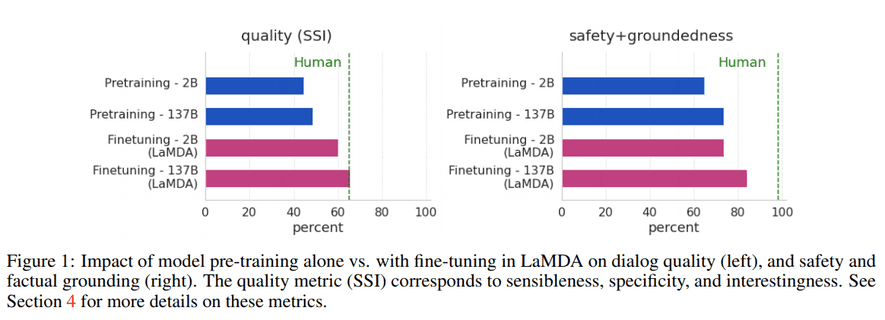 quality (SSI)
Human
Pretraining - 2B
Pretraining - 137B
Finetuning - 2B
(LaMDA)
Finetuning - 137B
(LaMDA)
0 20 40 60 80 100
percent
safety+groundedness
Human
Pretraining - 2B
Pretraining - 137B
Finetuning - 2B
(LaMDA)
Finetuning - 137B
(LaMDA)
0 20 40 60 80 100
percent
Figure 1: Impact of model pre-training alone vs. with fine-tuning in LaMDA on dialog quality (left), and safety and
factual grounding (right). The quality metric (SSI) corresponds to sensibleness, specificity, and interestingness. See
Section 4 for more details on these metrics.